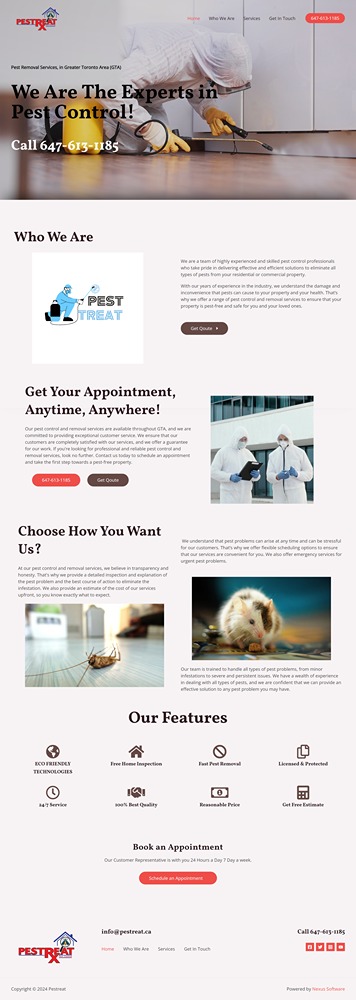 PESTREAT
Home
Who We Are
Services
Get In Touch
647-613-1185
Pest Removal Services, in Greater Toronto Area (GTA)
We Are The Experts in
Pest Control!
Call 647-613-1185
Who We Are
PEST
TREAT
We are a team of highly experienced and skilled pest control professionals
who take pride in delivering effective and efficient solutions to eliminate all
types of pests from your residential or commercial property.
With our years of experience in the industry, we understand the damage and
inconvenience that pests can cause to your property and your health. That's
why we offer a range of pest control and removal services to ensure that your
property is pest-free and safe for you and your loved ones.
Get Qoute
Get Your Appointment,
Anytime, Anywhere!
Our pest control and removal services are available throughout GTA, and we are
committed to providing exceptional customer service. We ensure that our
customers are completely satisfied with our services, and we offer a guarantee
for our work. If you're looking for professional and reliable pest control and
removal services, look no further. Contact us today to schedule an appointment
and take the first step towards a pest-free property.
647-613-1185
Get Qoute
Choose How You Want
Us?
At our pest control and removal services, we believe in transparency and
honesty. That's why we provide a detailed inspection and explanation of
the pest problem and the best course of action to eliminate the
infestation. We also provide an estimate of the cost of our services
upfront, so you know exactly what to expect.
We understand that pest problems can arise at any time and can be stressful
for our customers. That's why we offer flexible scheduling options to ensure
that our services are convenient for you. We also offer emergency services for
urgent pest problems.
Our team is trained to handle all types of pest problems, from minor
infestations to severe and persistent issues. We have a wealth of experience
in dealing with all types of pests, and we are confident that we can provide an
effective solution to any pest problem you may have.
Our Features
ECO FRIENDLY
TECHNOLOGIES
Free Home Inspection
Fast Pest Removal
Licensed & Protected
24/7 Service
100% Best Quality
Reasonable Price
Get Free Estimate
Book an Appointment
Our Customer Representative is with you 24 Hours a Day 7 Day a week.
Schedule an Appointment
PESTREAT
info@pestreat.ca
Home
Who We Are
Services
Get In Touch
Call 647-613-1185
Copyright © 2024 Pestreat
Powered by Nexus Software